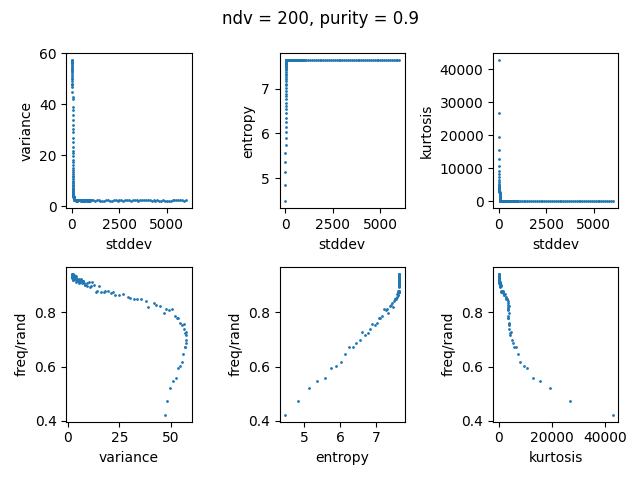 ndv = 200, purity = 0.9
60
40
20
0
variance
0 2500 5000
stddev
7
6
5
entropy
0 2500 5000
stddev
40000
30000
20000
10000
0
kurtosis
0 2500 5000
stddev
0.8
0.6
0.4
freq/rand
0 25 50
variance
0.8
0.6
0.4
freq/rand
5 6 7
entropy
0.8
0.6
0.4
freq/rand
0 20000 40000
kurtosis